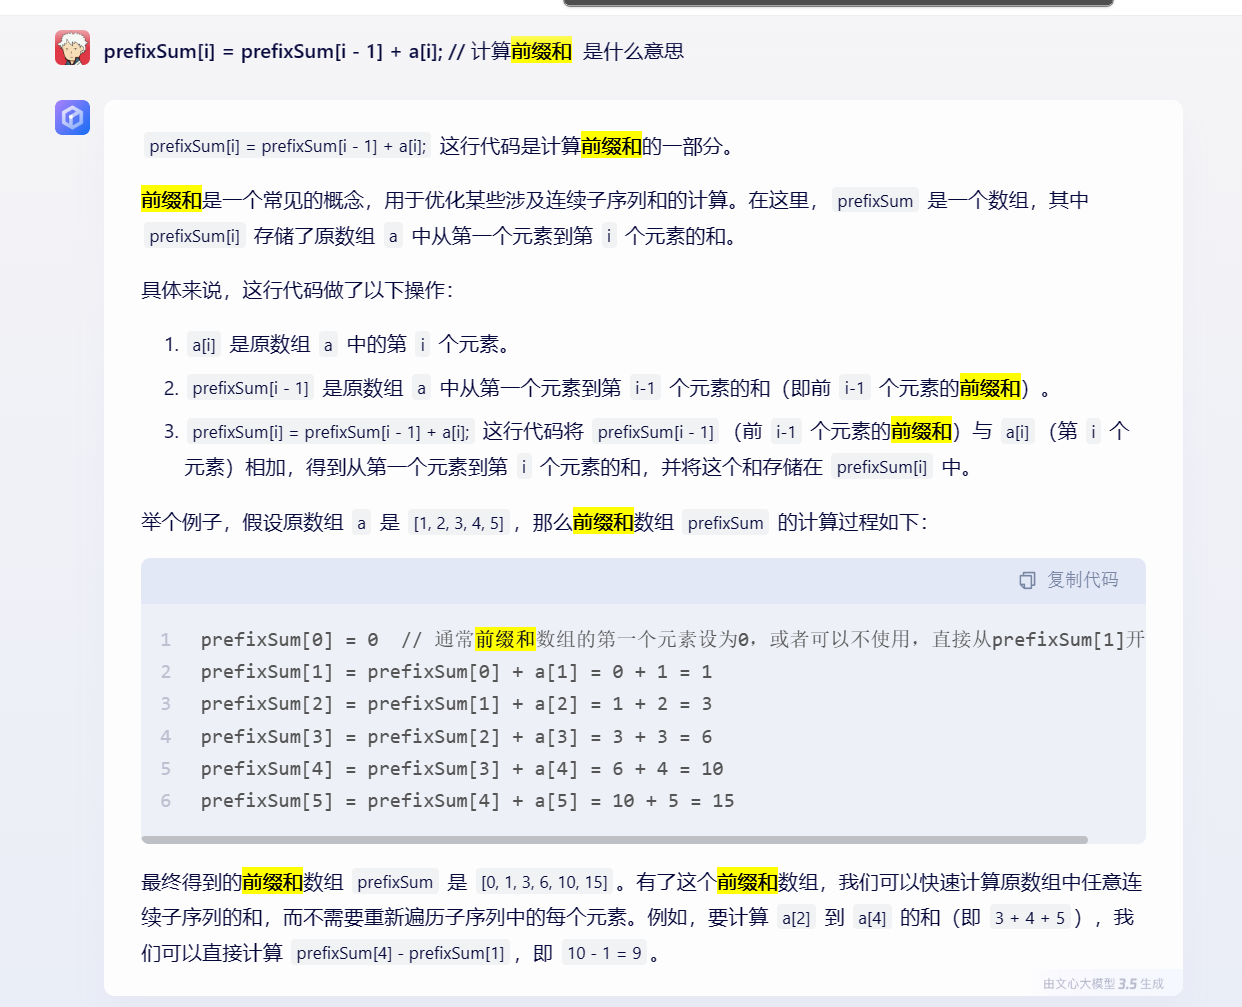 prefixSum[i] = prefixSum[i - 1] + a[i]; // 计算前缀和 是什么意思
prefixSum[i] = prefixSum[i - 1] + a[i]; 这行代码是计算前缀和的一部分。
前缀和是一个常见的概念，用于优化某些涉及连续子序列和的计算。在这里， prefixSum 是一个数组，其中
prefixSum[i] 存储了原数组 a 中从第一个元素到第 i 个元素的和。
具体来说，这行代码做了以下操作：
1. a[i] 是原数组 a 中的第 i 个元素。
2. prefixSum[i - 1] 是原数组 a 中从第一个元素到第 i-1 个元素的和（即前 i-1 个元素的前缀和）。
3. prefixSum[i] = prefixSum[i - 1] + a[i]; 这行代码将 prefixSum[i - 1] （前 i-1 个元素的前缀和）与 a[i] （第 i 个
元素）相加，得到从第一个元素到第 i 个元素的和，并将这个和存储在 prefixSum[i] 中。
举个例子，假设原数组 a 是 [1, 2, 3, 4, 5] ，那么前缀和数组 prefixSum 的计算过程如下：
复制代码
1 prefixSum[0] = 0 // 通常前缀和数组的第一个元素设为0，或者可以不使用，直接从prefixSum[1]开
2 prefixSum[1] = prefixSum[0] + a[1] = 0 + 1 = 1
3 prefixSum[2] = prefixSum[1] + a[2] = 1 + 2 = 3
4 prefixSum[3] = prefixSum[2] + a[3] = 3 + 3 = 6
5 prefixSum[4] = prefixSum[3] + a[4] = 6 + 4 = 10
6 prefixSum[5] = prefixSum[4] + a[5] = 10 + 5 = 15
最终得到的前缀和数组 prefixSum 是 [0, 1, 3, 6, 10, 15] 。有了这个前缀和数组，我们可以快速计算原数组中任意连
续子序列的和，而不需要重新遍历子序列中的每个元素。例如，要计算 a[2] 到 a[4] 的和（即 3 + 4 + 5 ），我
们可以直接计算 prefixSum[4] - prefixSum[1] ，即 10 - 1 = 9 。
由文心大模型 3.5 生成